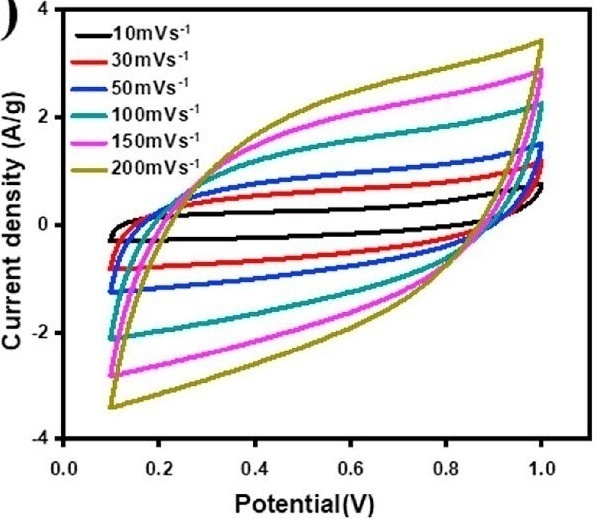 )
10mVs⁻¹
30mVs⁻¹
50mVs⁻¹
100mVs⁻¹
150mVs⁻¹
200mVs⁻¹
Current density (A/g)
4
2
0
-2
-4
0.0 0.2 0.4 0.6 0.8 1.0
Potential(V)